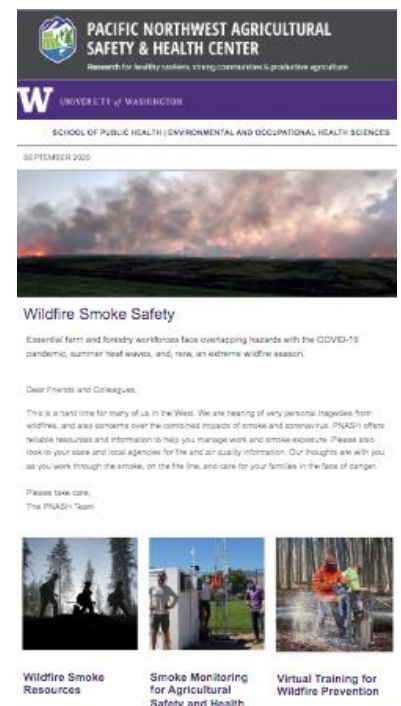 PACIFIC NORTHWEST AGRICULTURAL
SAFETY & HEALTH CENTER
Research for healthy workers, strong communities & productive agriculture
W UNIVERSITY of WASHINGTON
SCHOOL OF PUBLIC HEALTH | ENVIRONMENTAL AND OCCUPATIONAL HEALTH SCIENCES
SEPTEMBER 2020
Wildfire Smoke Safety
Essential farm and forestry workforces face overlapping hazards with the COVID-19
pandemic, summer heat waves, and, now, an extreme wildfire season.
Dear Friends and Colleagues,
This is a hard time for many of us in the West. We are hearing of very personal tragedies from
wildfires, and also concerns over the combined impacts of smoke and coronavirus. PNASH offers
reliable resources and information to help you manage work and smoke exposure. Please also
look to your state and local agencies for fire and air quality information. Our thoughts are with you
as you work through the smoke, on the fire line, and care for your families in the face of danger.
Please take care,
The PNASH Team
Wildfire Smoke
Resources
Smoke Monitoring
for Agricultural
Safety and Health
Virtual Training for
Wildfire Prevention